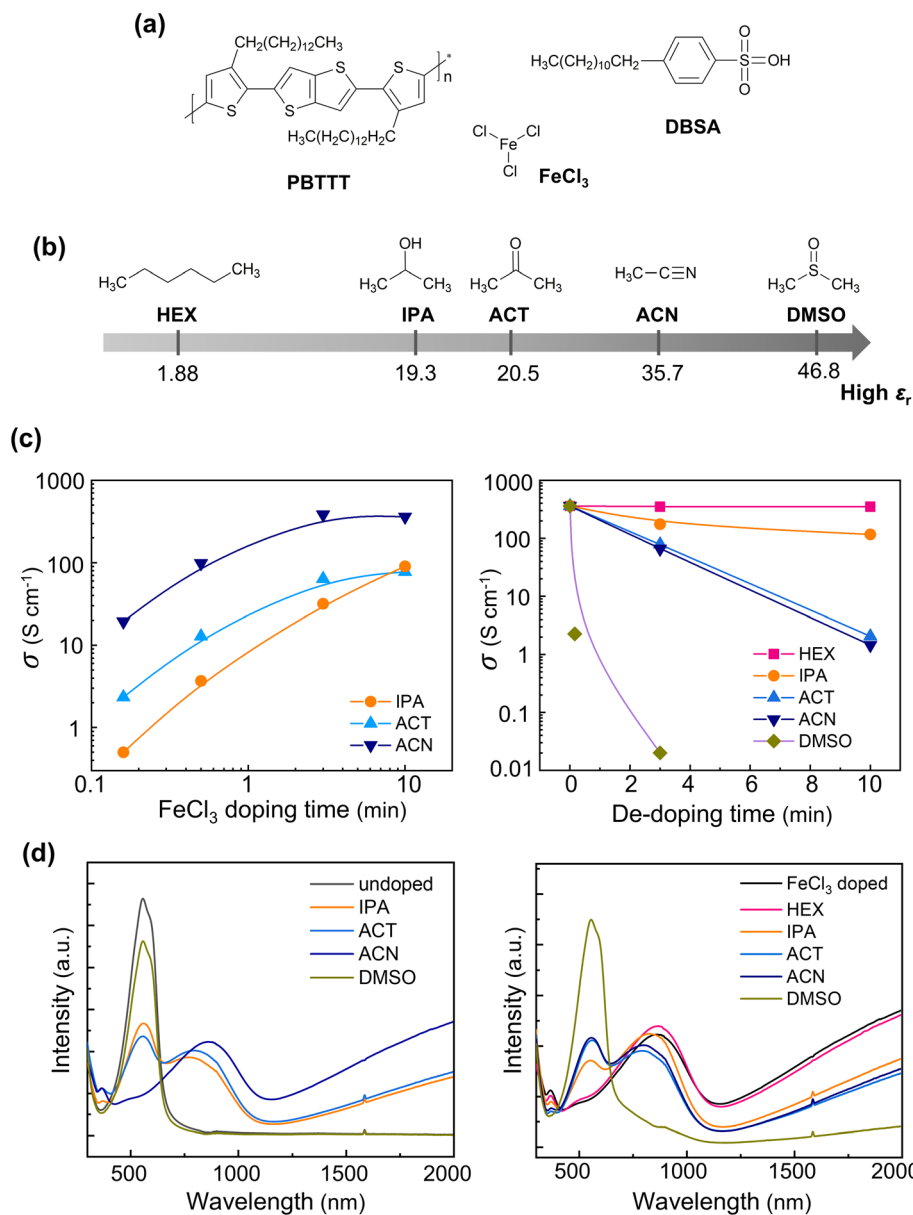 (a)
CH2(CH2)12CH3
S
S
S
S
n
*
H3C(H2C)12H2C
PBTTT
H3C(CH2)10CH2
O
S
OH
O
DBSA
Cl
Cl
Fe
Cl
FeCl3
(b)
H3C
CH3
HEX
OH
H3C
CH3
IPA
O
H3C
CH3
ACT
H3C
C
N
ACN
O
S
H3C
CH3
DMSO
1.88
19.3
20.5
35.7
46.8
High εr
(c)
1000
100
10
1
0.1
1
10
σ (S cm-1)
FeCl3 doping time (min)
IPA
ACT
ACN
1000
100
10
1
0.1
0.01
0
2
4
6
8
10
σ (S cm-1)
De-doping time (min)
HEX
IPA
ACT
ACN
DMSO
(d)
Intensity (a.u.)
undoped
IPA
ACT
ACN
DMSO
500
1000
1500
2000
Wavelength (nm)
Intensity (a.u.)
FeCl3 doped
HEX
IPA
ACT
ACN
DMSO
500
1000
1500
2000
Wavelength (nm)